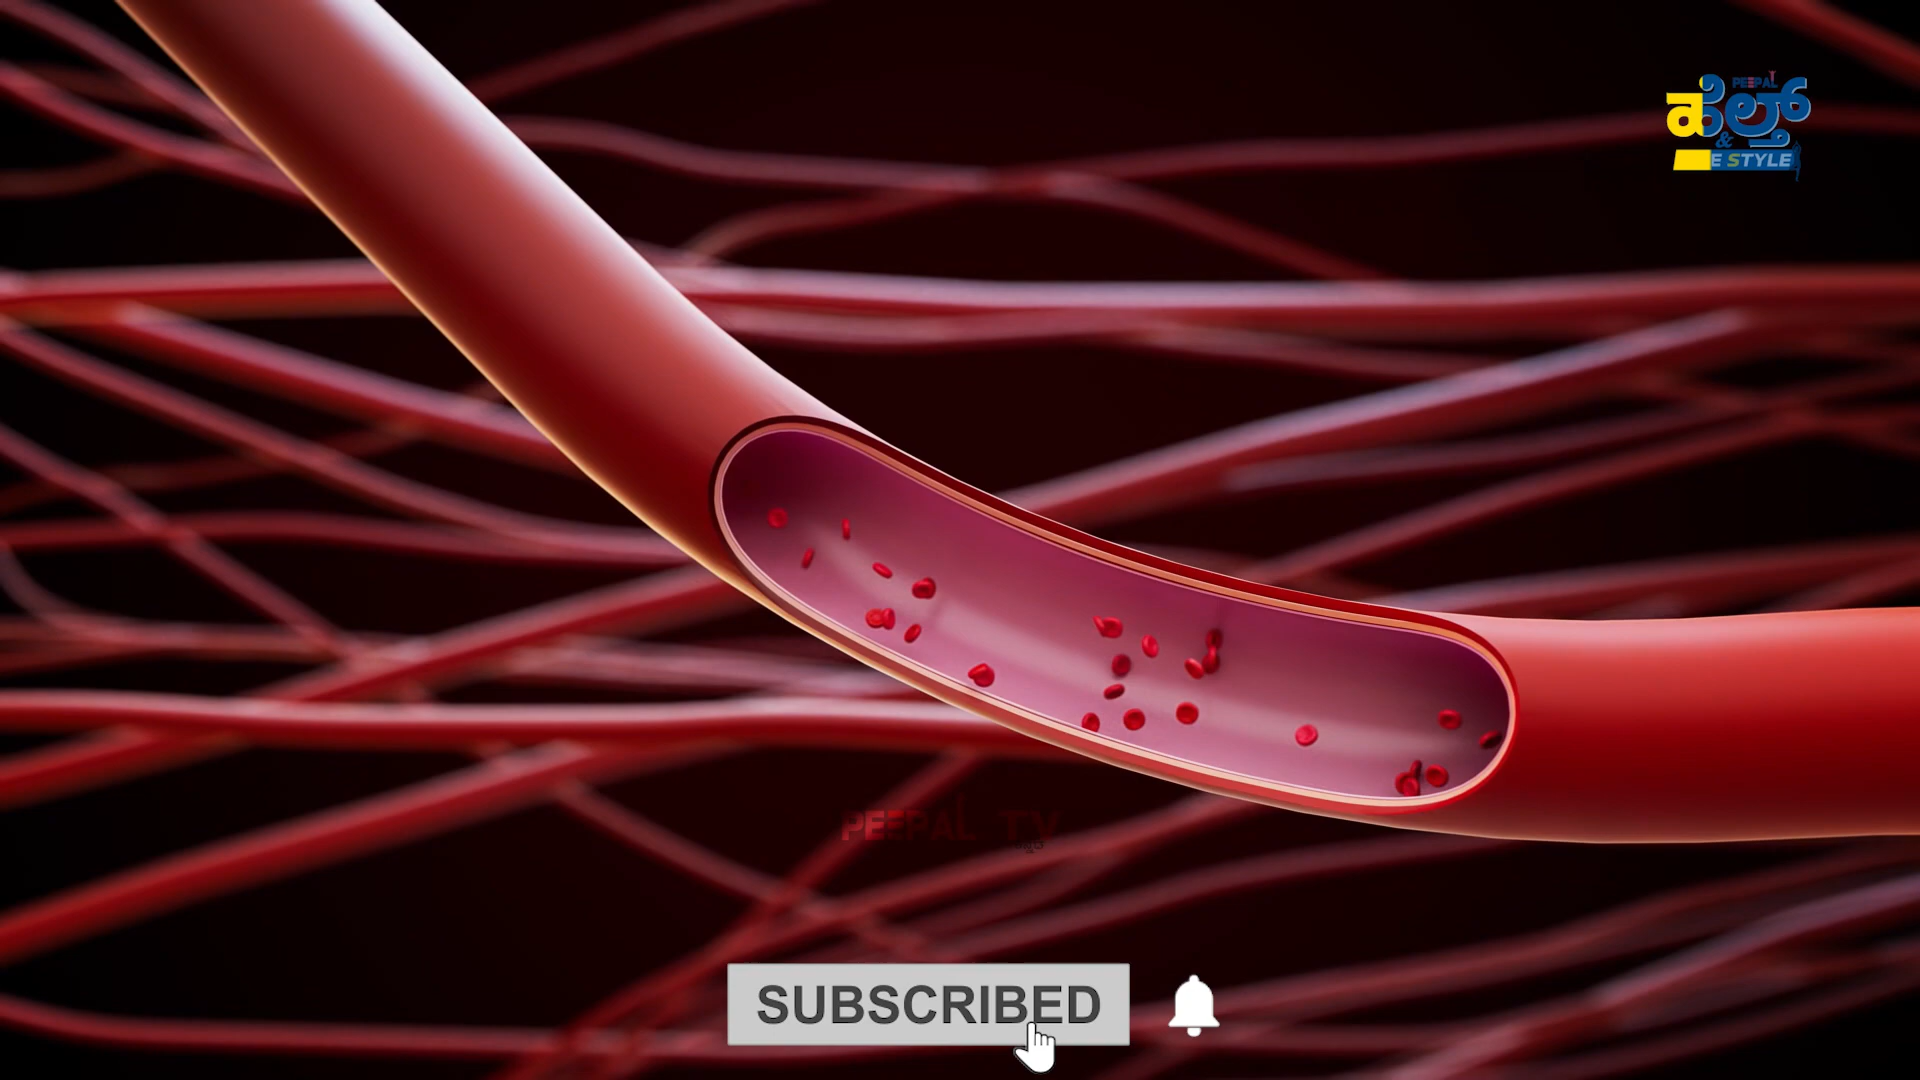 PEEPAL
ಹೆಲ್ತ್
&
E STYLE
PEEPAL TV
SUBSCRIBED